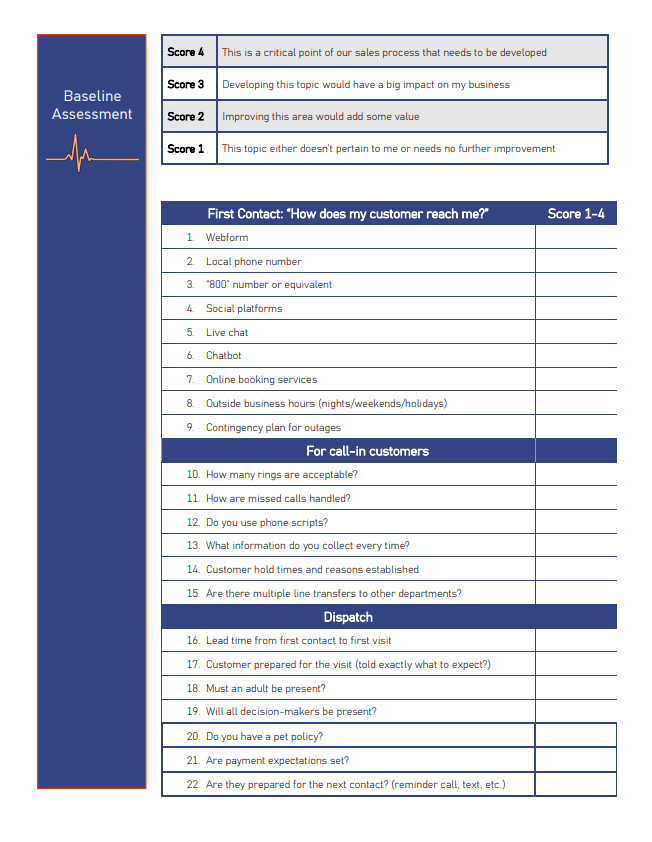 Baseline
Assessment
Score 4 This is a critical point of our sales process that needs to be developed
Score 3 Developing this topic would have a big impact on my business
Score 2 Improving this area would add some value
Score 1 This topic either doesn't pertain to me or needs no further improvement
First Contact: "How does my customer reach me?" Score 1-4
1. Webform
2. Local phone number
3. "800" number or equivalent
4. Social platforms
5. Live chat
6. Chatbot
7. Online booking services
8. Outside business hours (nights/weekends/holidays)
9. Contingency plan for outages
For call-in customers
10. How many rings are acceptable?
11. How are missed calls handled?
12. Do you use phone scripts?
13. What information do you collect every time?
14. Customer hold times and reasons established
15. Are there multiple line transfers to other departments?
Dispatch
16. Lead time from first contact to first visit
17. Customer prepared for the visit (told exactly what to expect?)
18. Must an adult be present?
19. Will all decision-makers be present?
20. Do you have a pet policy?
21. Are payment expectations set?
22. Are they prepared for the next contact? (reminder call, text, etc.)